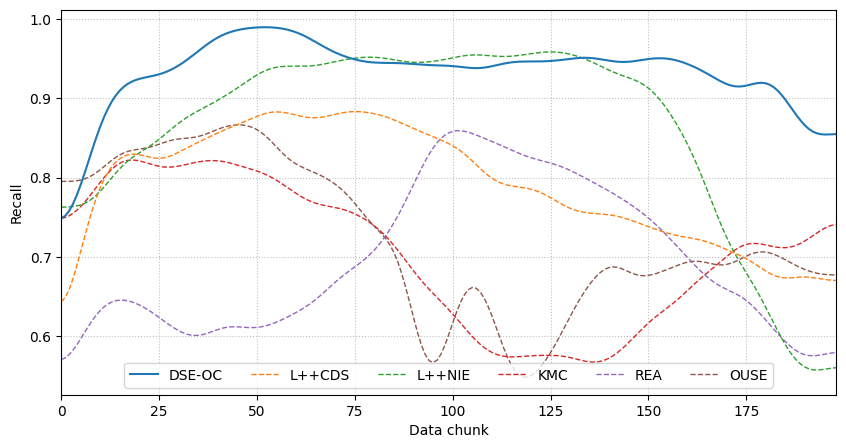 1.0
0.9
0.8
0.7
0.6
Recall
DSE-OC L++CDS L++NIE KMC REA OUSE
0 25 50 75 100 125 150 175
Data chunk